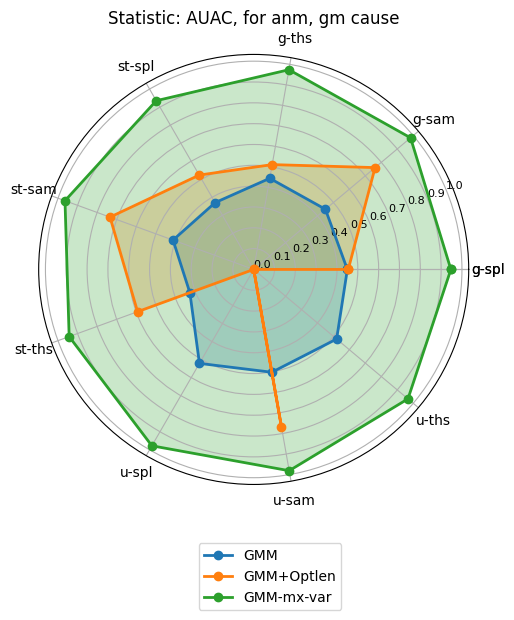 Statistic: AUAC, for anm, gm cause
g-ths
st-spl
g-sam
st-sam
1.0
0.9
0.8
0.7
0.6
0.5
0.4
0.3
0.2
0.1
0.0
g-spl
st-ths
u-ths
u-spl
u-sam
GMM
GMM+Optlen
GMM-mx-var